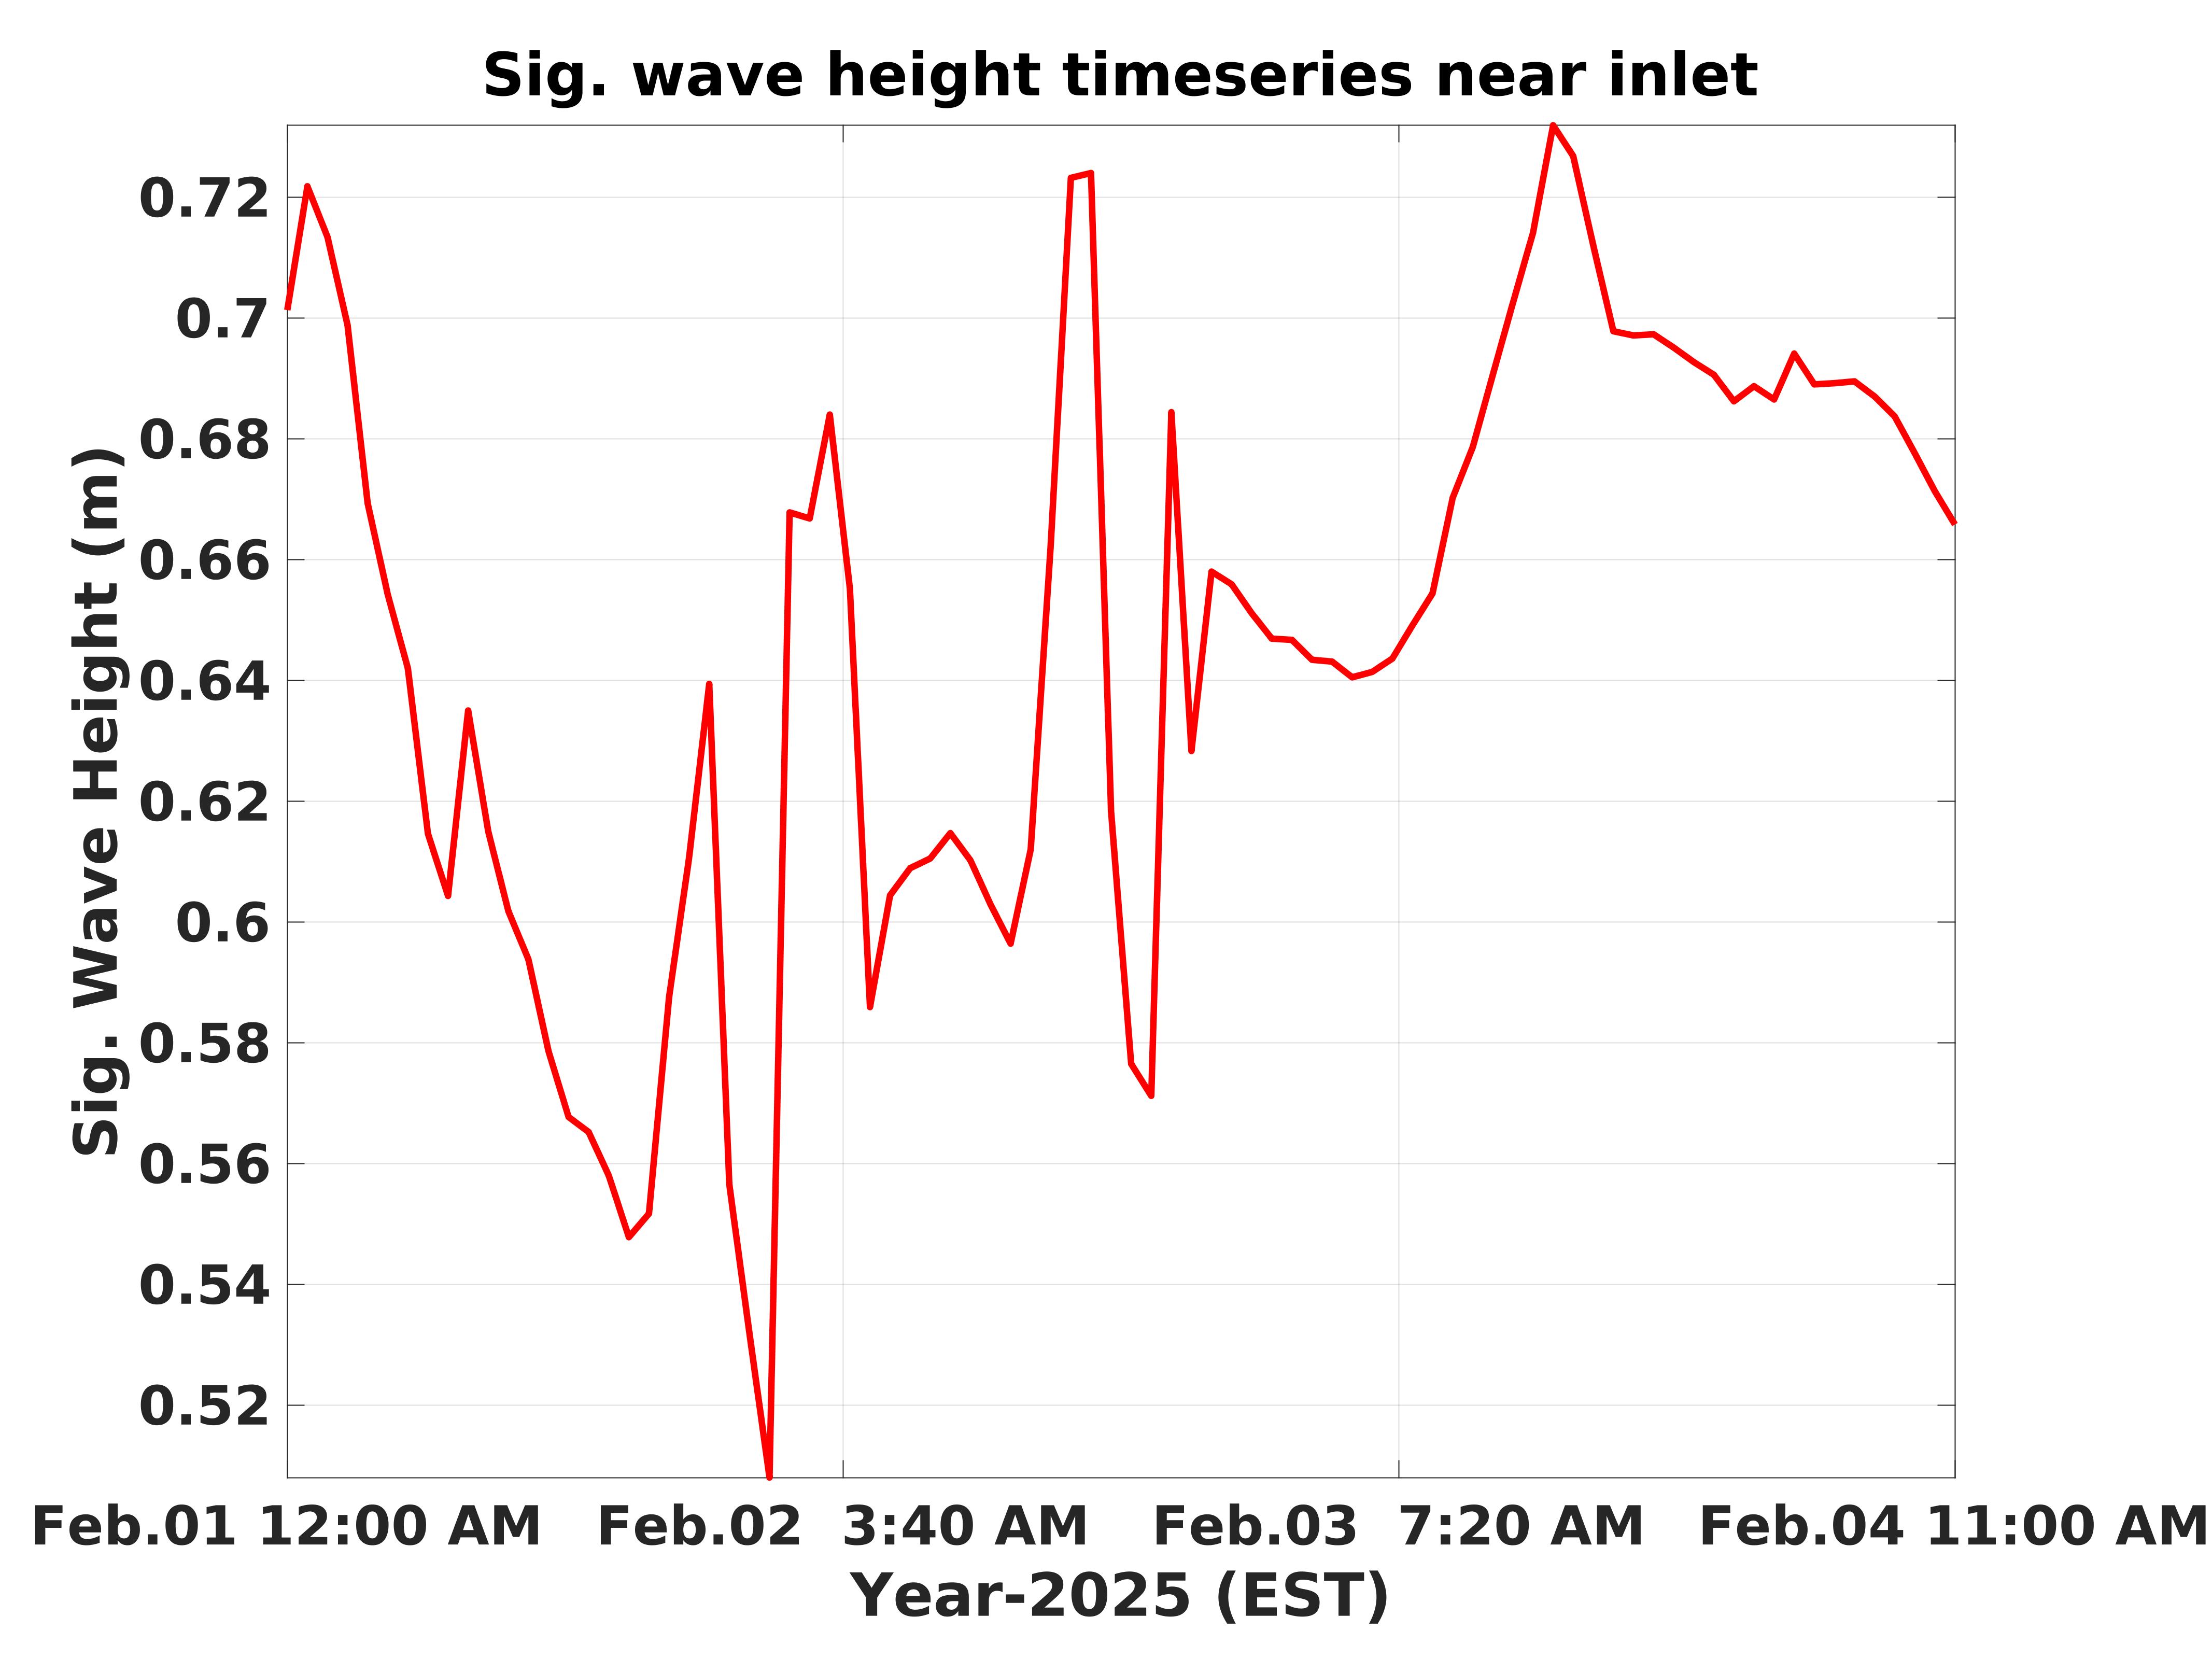 Sig. wave height timeseries near inlet
Sig. Wave Height (m)
0.72
0.7
0.68
0.66
0.64
0.62
0.6
0.58
0.56
0.54
0.52
Feb.01 12:00 AM Feb.02 3:40 AM Feb.03 7:20 AM Feb.04 11:00 AM
Year-2025 (EST)